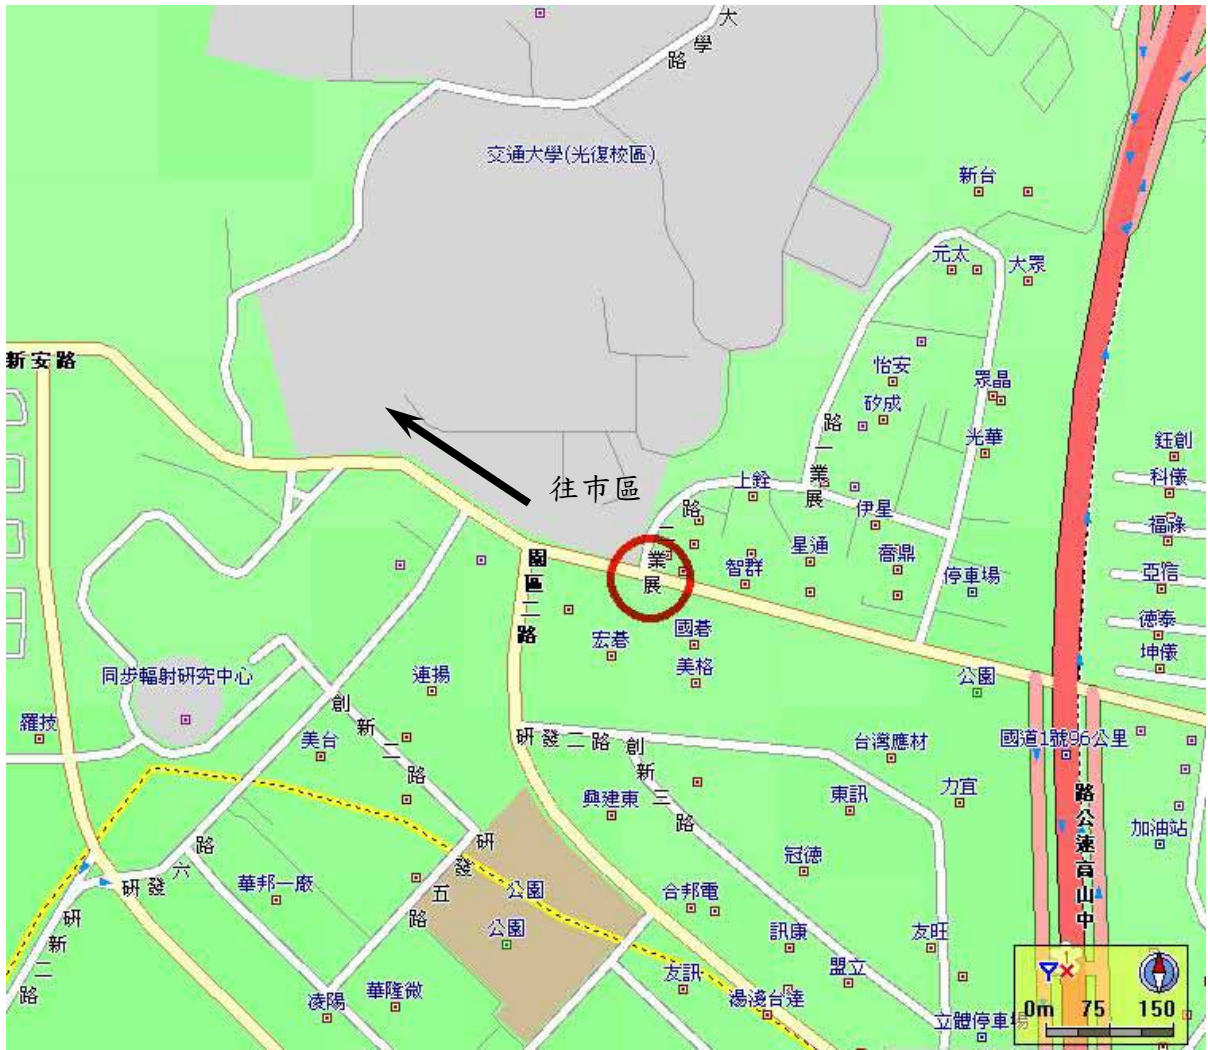 大學路
交通大學(光復校區)
新台
元太
大眾
新安路
怡安
眾晶
矽成
展業一路
光華
鈺創
科儀
上銓
往市區
伊星
福祿
展業二路
園區二路
星通
喬鼎
智群
停車場
亞信
德泰
宏碁
國碁
坤儀
同步輻射研究中心
連揚
美格
公園
羅技
創新二路
美台
研發二路
創新三路
台灣應材
國道1號96公里
興建東
東訊
力宜
中山高速公路
加油站
研發六路
研發五路
冠德
華邦一廠
公園
合邦電
公園
訊康
友旺
研新二路
友訊
盟立
凌陽
華隆微
湯淺台達
立體停車場
1
0m 75 150